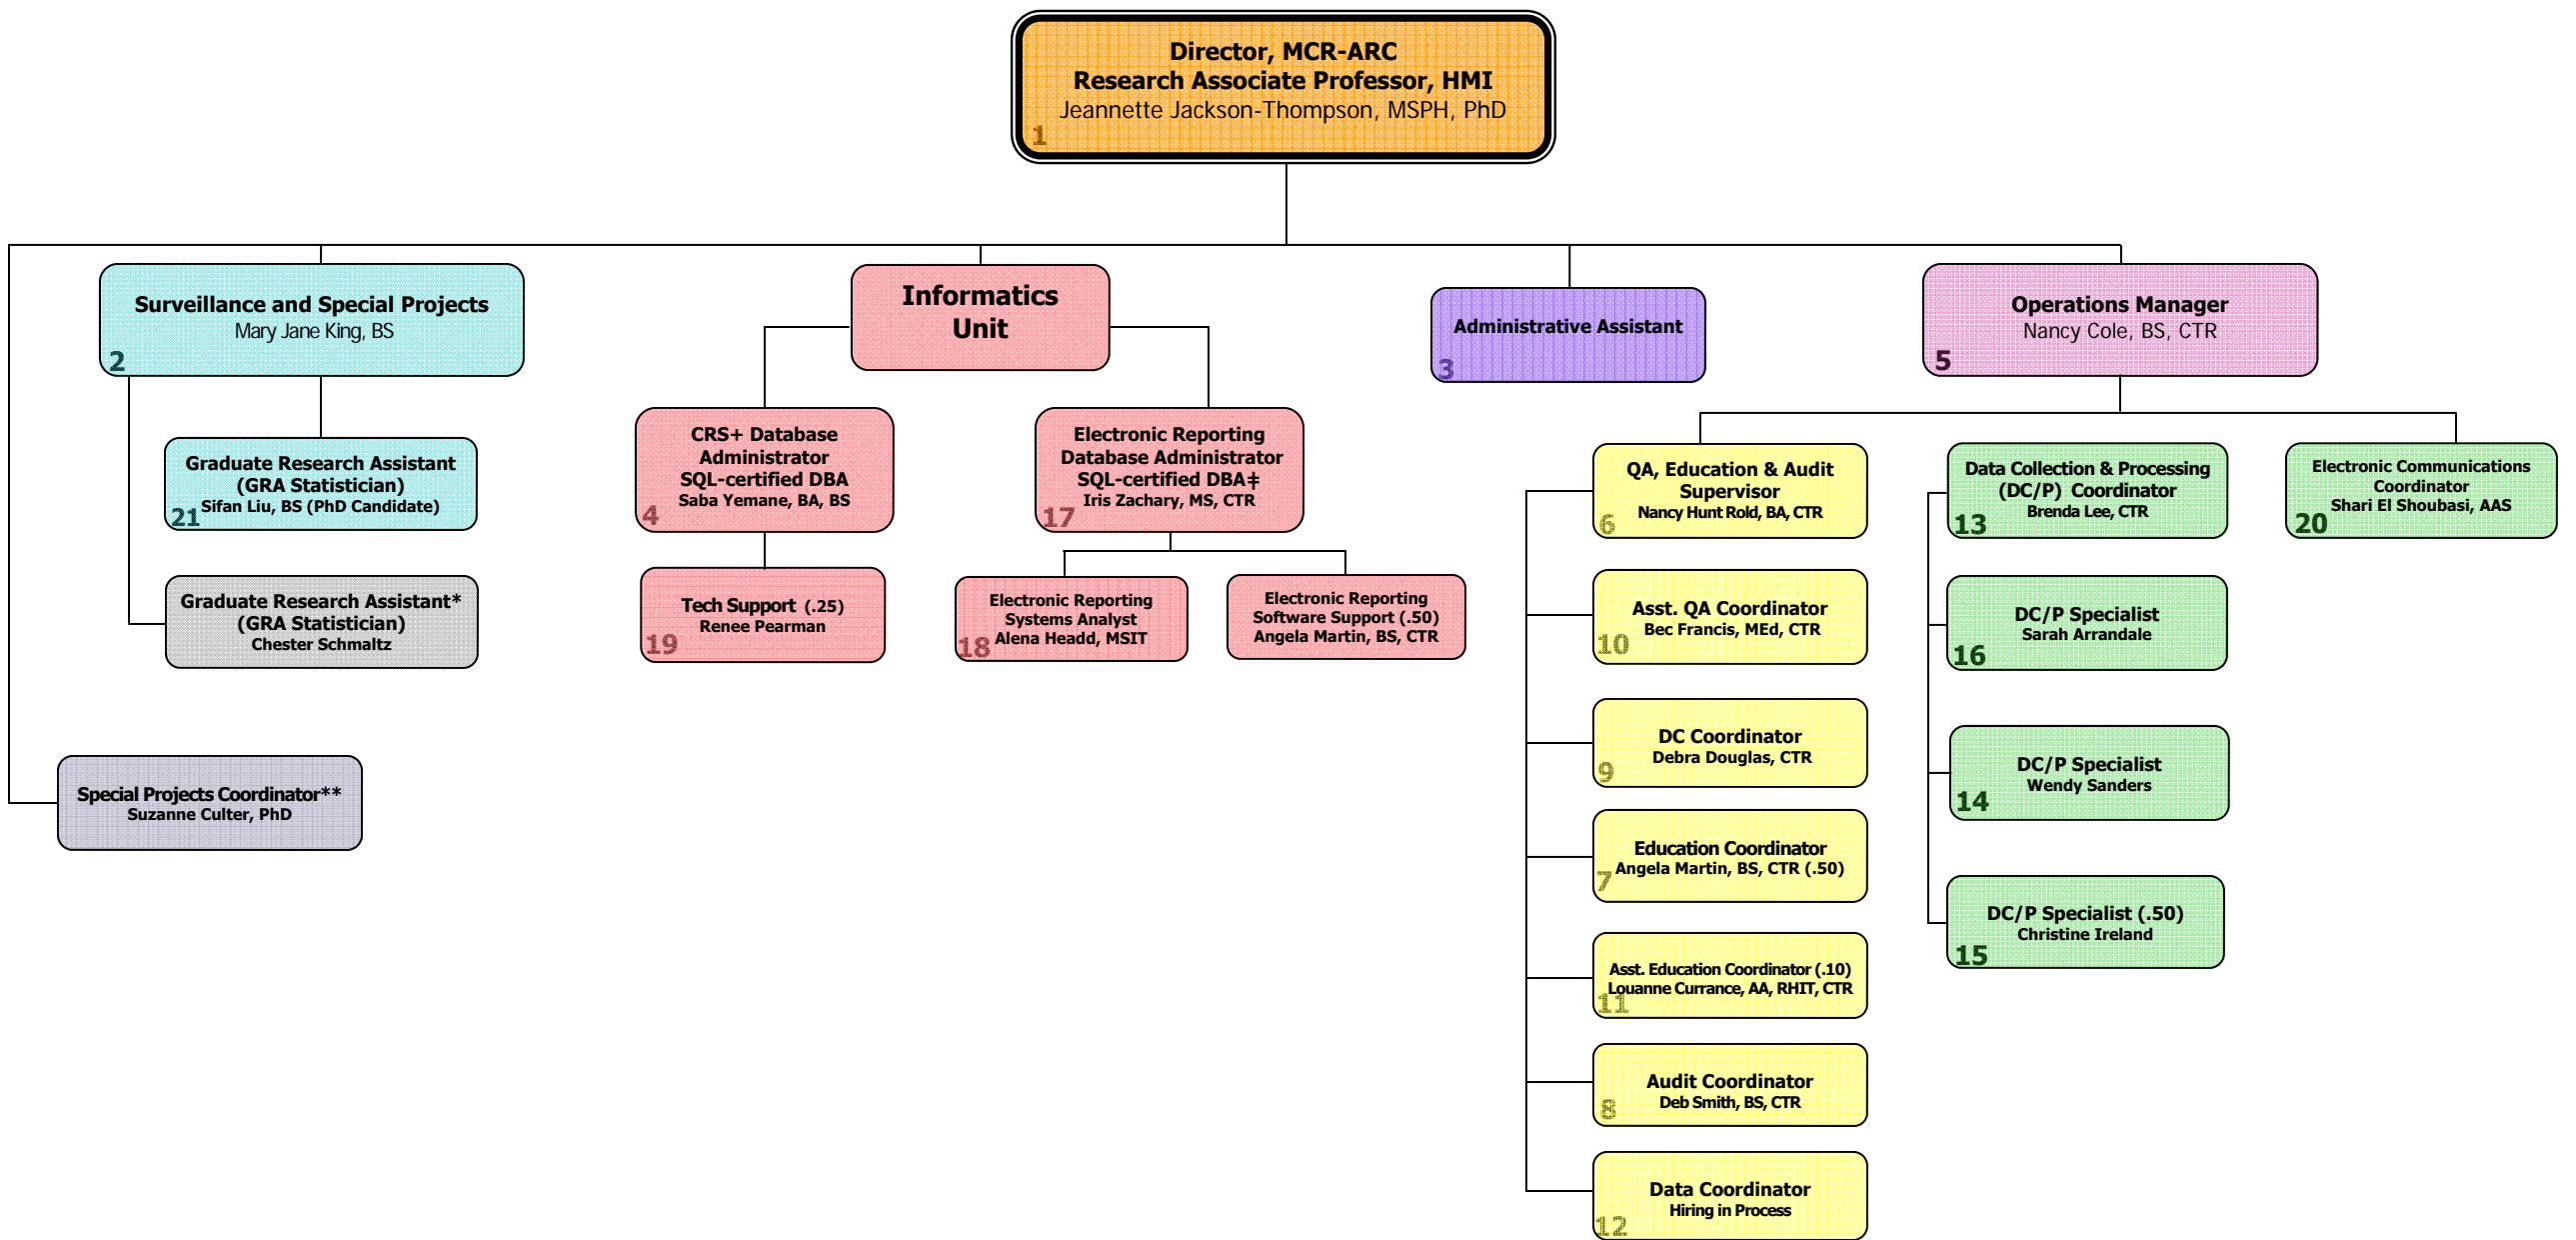 Director, MCR-ARC
Research Associate Professor, HMI
Jeannette Jackson-Thompson, MSPH, PhD
1
Surveillance and Special Projects
Mary Jane King, BS
2
Informatics
Unit
Administrative Assistant
3
Operations Manager
Nancy Cole, BS, CTR
5
Graduate Research Assistant
(GRA Statistician)
Sifan Liu, BS (PhD Candidate)
21
Graduate Research Assistant*
(GRA Statistician)
Chester Schmaltz
Special Projects Coordinator**
Suzanne Culter, PhD
CRS+ Database
Administrator
SQL-certified DBA
Saba Yemane, BA, BS
4
Tech Support (.25)
Renee Pearman
19
Electronic Reporting
Database Administrator
SQL-certified DBA‡
Iris Zachary, MS, CTR
17
Electronic Reporting
Systems Analyst
Alena Headd, MSIT
18
Electronic Reporting
Software Support (.50)
Angela Martin, BS, CTR
QA, Education & Audit
Supervisor
Nancy Hunt Rold, BA, CTR
6
Asst. QA Coordinator
Bec Francis, MEd, CTR
10
DC Coordinator
Debra Douglas, CTR
9
Education Coordinator
Angela Martin, BS, CTR (.50)
7
Asst. Education Coordinator (.10)
Louanne Currance, AA, RHIT, CTR
11
Audit Coordinator
Deb Smith, BS, CTR
8
Data Coordinator
Hiring in Process
12
Data Collection & Processing
(DC/P) Coordinator
Brenda Lee, CTR
13
DC/P Specialist
Sarah Arrandale
16
DC/P Specialist
Wendy Sanders
14
DC/P Specialist (.50)
Christine Ireland
15
Electronic Communications
Coordinator
Shari El Shoubasi, AAS
20